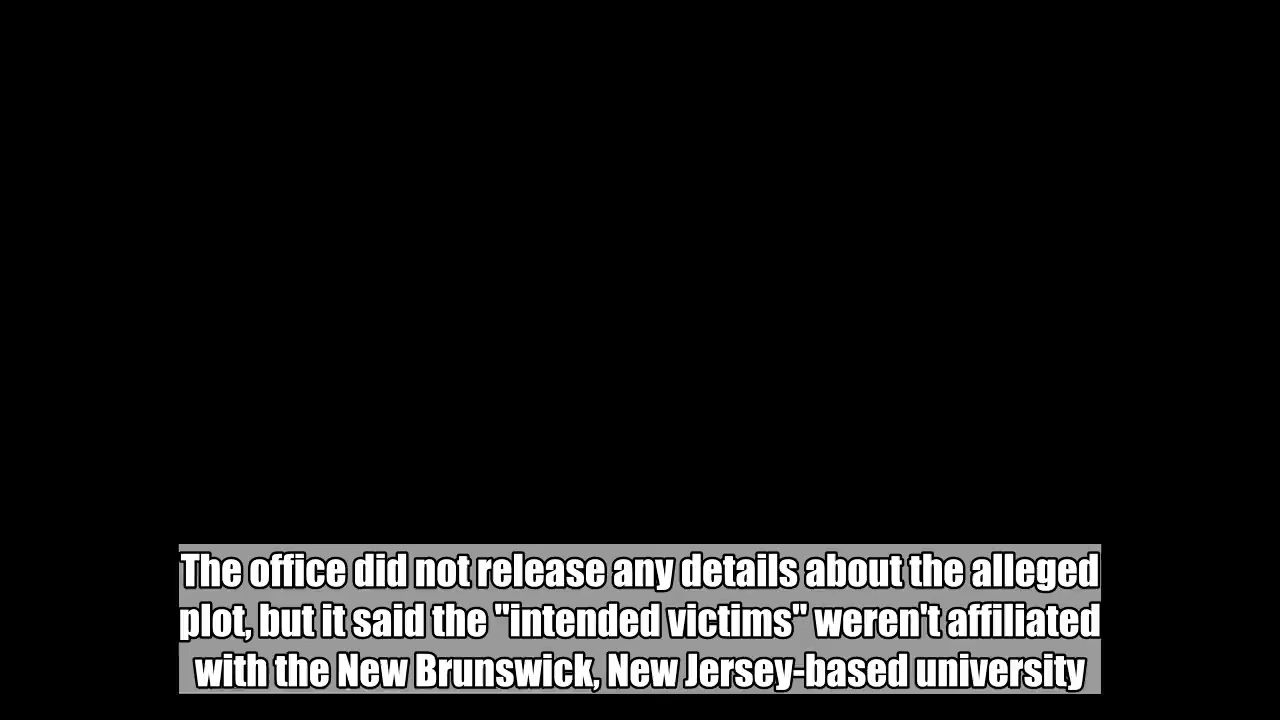 The office did not release any details about the alleged
plot, but it said the "intended victims" weren't affiliated
with the New Brunswick, New Jersey-based university